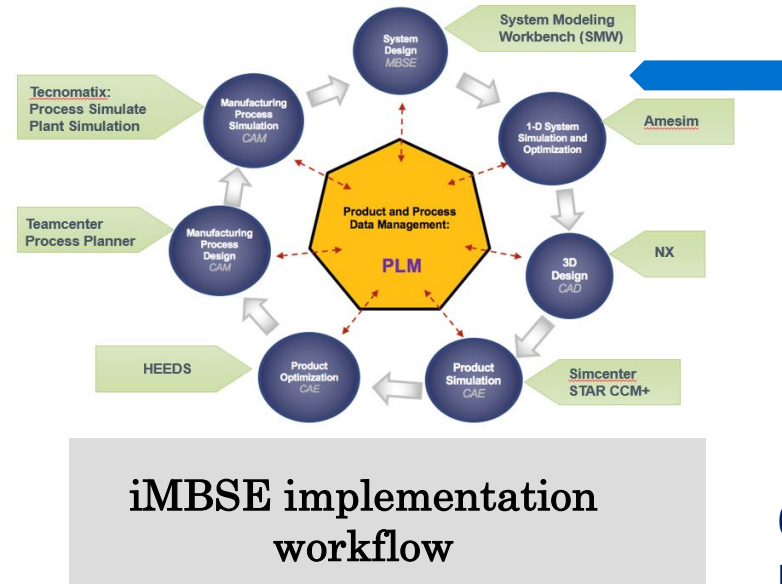 System Modeling
Workbench (SMW)
System
Design
MBSE
Tecnomatix:
Process Simulate
Plant Simulation
Manufacturing
Process
Simulation
CAM
1-D System
Simulation and
Optimization
Amesim
Product and Process
Data Management:
PLM
Teamcenter
Process Planner
Manufacturing
Process
Design
CAM
3D
Design
CAD
NX
HEEDS
Product
Optimization
CAE
Product
Simulation
CAE
Simcenter
STAR CCM+
iMBSE implementation
workflow